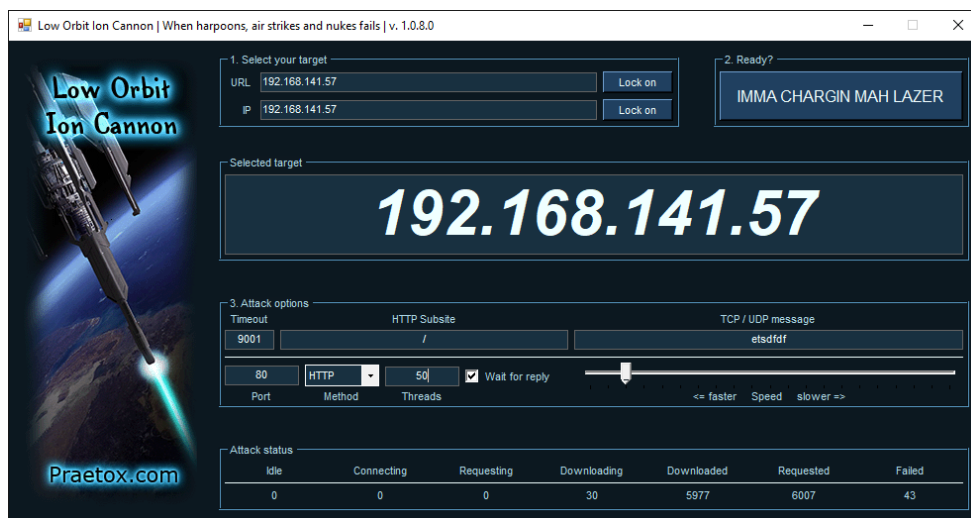 Low Orbit Ion Cannon | When harpoons, air strikes and nukes fails | v. 1.0.8.0
Low Orbit
Ion Cannon
1. Select your target
URL 192.168.141.57 Lock on
IP 192.168.141.57 Lock on
2. Ready?
IMMA CHARGIN MAH LAZER
Selected target
192.168.141.57
3. Attack options
Timeout HTTP Subsite TCP / UDP message
9001 / etsdfdf
80 HTTP 50 Wait for reply
Port Method Threads <= faster Speed slower =>
Attack status
Idle Connecting Requesting Downloading Downloaded Requested Failed
0 0 0 30 5977 6007 43
Praetox.com